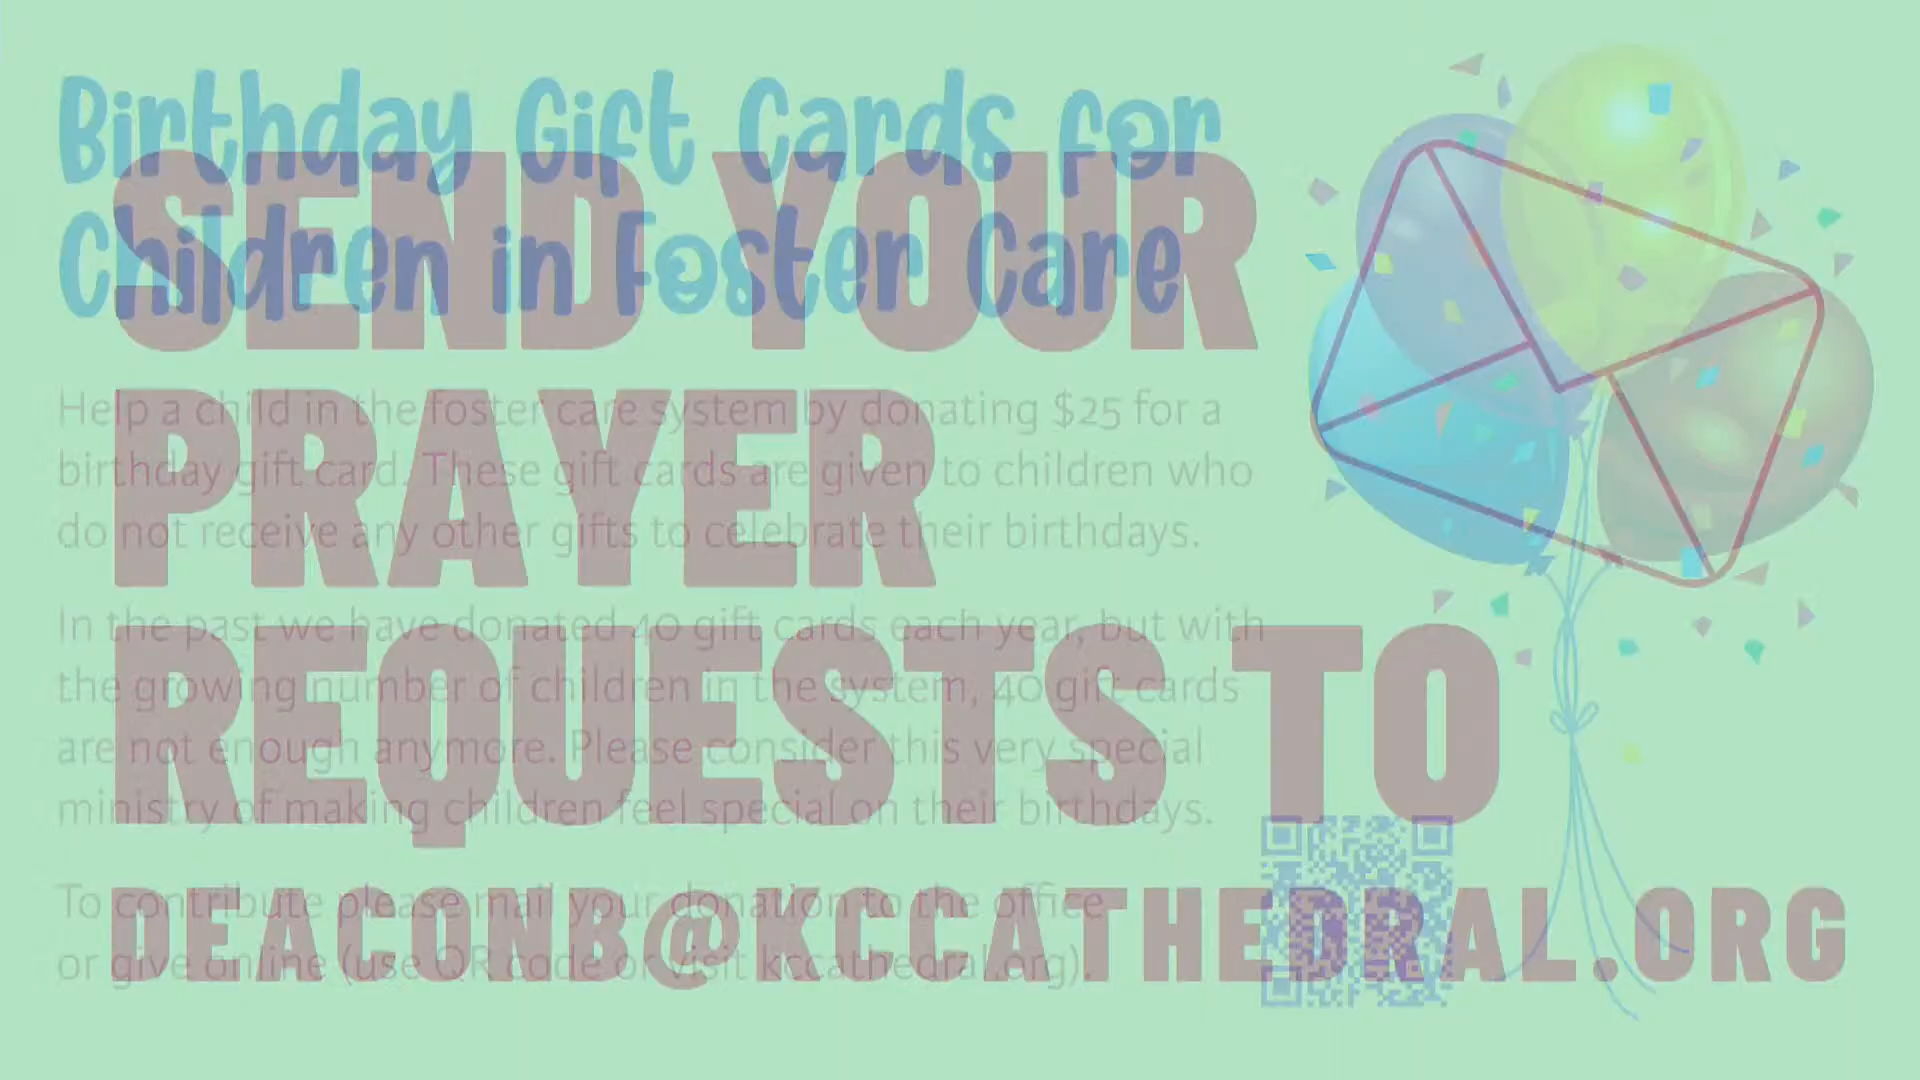 Birthday Gift Cards for
Children in Foster Care
Help a child in the foster care system by donating $25 for a
birthday gift card. These gift cards are given to children who
do not receive any other gifts to celebrate their birthdays.
In the past we have donated 40 gift cards each year, but with
the growing number of children in the system, 40 gift cards
are not enough anymore. Please consider this very special
ministry of making children feel special on their birthdays.
To contribute please mail your donation to the office
or give online (use QR code or visit kccathedral.org).
SEND YOUR
PRAYER
REQUESTS TO
DEACONB@KCCATHEDRAL.ORG